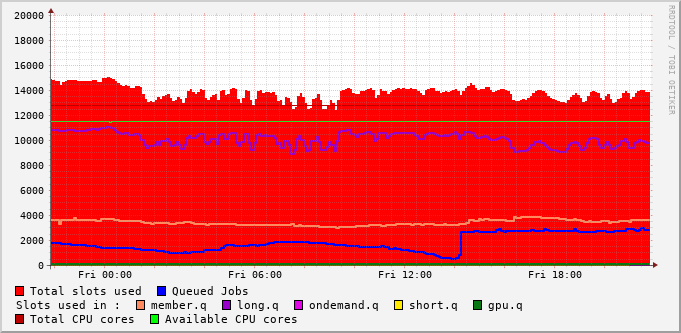 RRDTOOL / TOBI OETIKER
20000
18000
16000
14000
12000
10000
8000
6000
4000
2000
0
Fri 00:00 Fri 06:00 Fri 12:00 Fri 18:00
Total slots used Queued Jobs
Slots used in : member.q long.q ondemand.q short.q gpu.q
Total CPU cores Available CPU cores